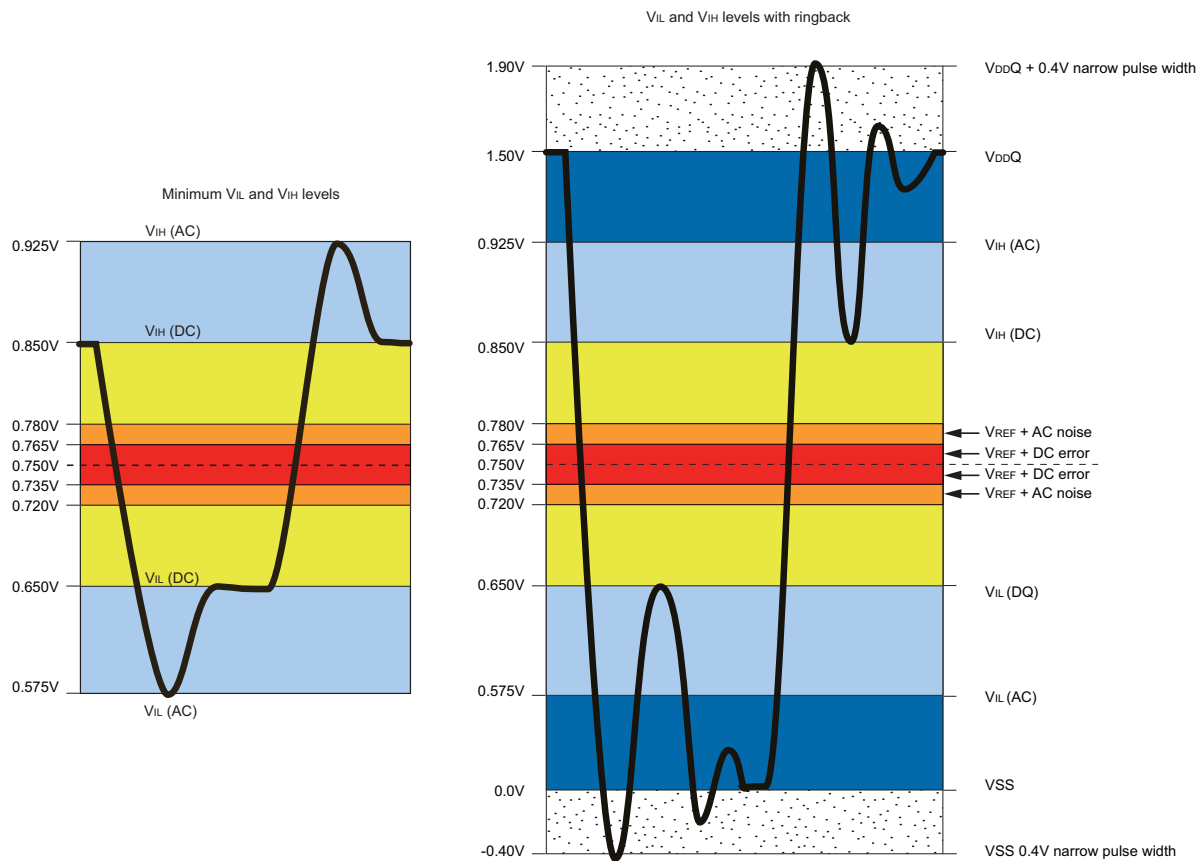 VIL and VIH levels with ringback
Minimum VIL and VIH levels
VIH (AC)
0.925V
VIH (DC)
0.850V
0.780V
0.765V
0.750V
0.735V
0.720V
VIL (DC)
0.650V
0.575V
VIL (AC)
1.90V
VDDQ + 0.4V narrow pulse width
1.50V
VDDQ
0.925V
VIH (AC)
0.850V
VIH (DC)
0.780V
VREF + AC noise
0.765V
VREF + DC error
0.750V
VREF + DC error
0.735V
VREF + AC noise
0.720V
0.650V
VIL (DQ)
0.575V
VIL (AC)
0.0V
VSS
-0.40V
VSS 0.4V narrow pulse width